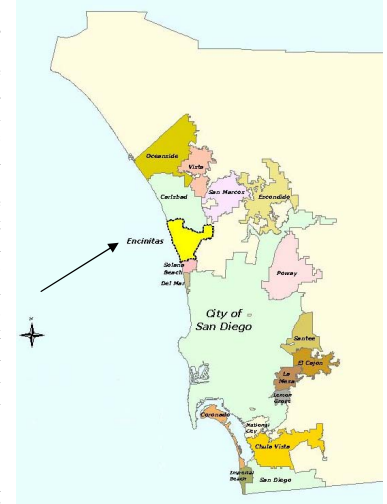 Oceanside
Vista
Carlsbad
San Marcos
Escondido
Encinitas
Solana
Beach
Del Mar
Poway
City of
San Diego
Santee
El Cajon
La
Mesa
Lemon
Grove
Coronado
National
City
Chula Vista
Imperial
Beach
San Diego